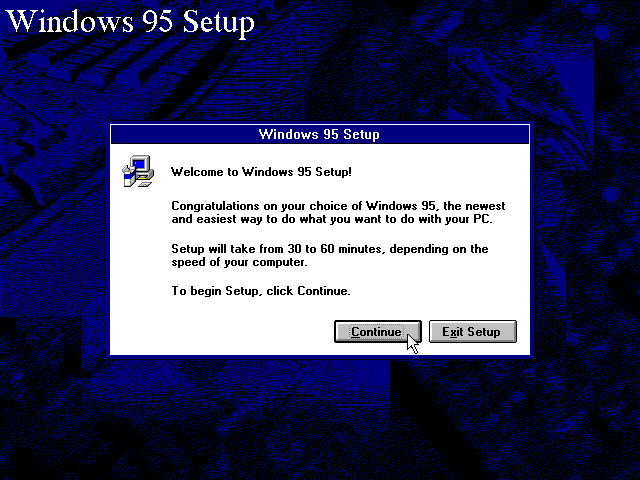 Windows 95 Setup
Windows 95 Setup
Welcome to Windows 95 Setup!
Congratulations on your choice of Windows 95, the newest
and easiest way to do what you want to do with your PC.
Setup will take from 30 to 60 minutes, depending on the
speed of your computer.
To begin Setup, click Continue.
Continue
Exit Setup